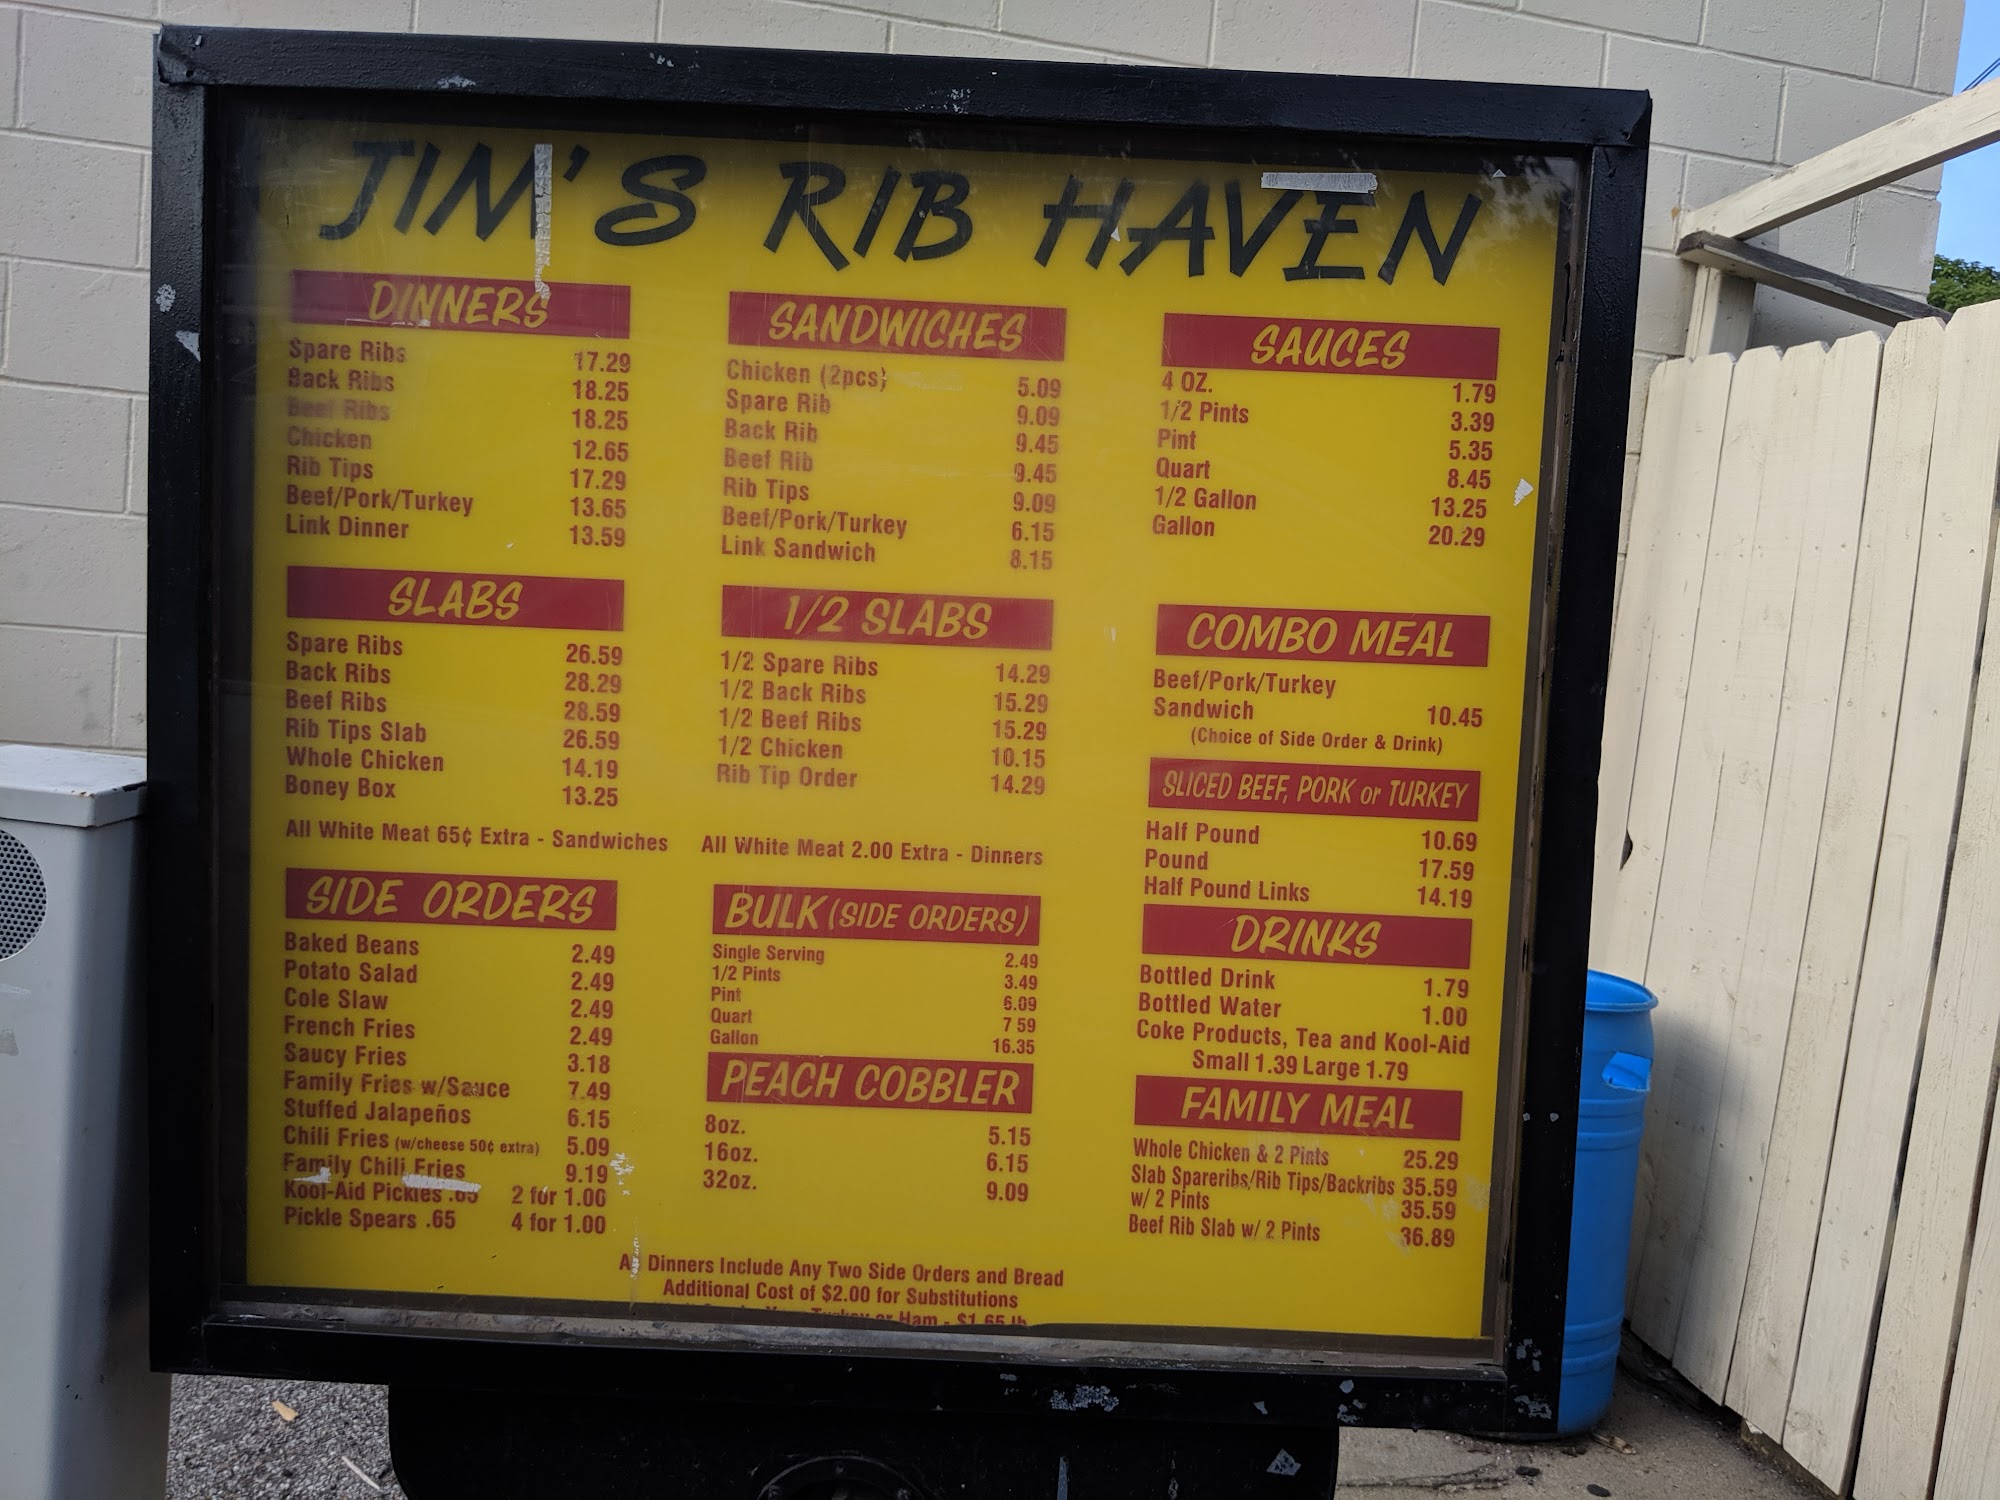 JIM'S RIB HAVEN
DINNERS
Spare Ribs 17.29
Back Ribs 18.25
Beef Ribs 18.25
Chicken 12.65
Rib Tips 17.29
Beef/Pork/Turkey 13.65
Link Dinner 13.59
SANDWICHES
Chicken (2pcs) 5.09
Spare Rib 9.09
Back Rib 9.45
Beef Rib 9.45
Rib Tips 9.09
Beef/Pork/Turkey 6.15
Link Sandwich 8.15
SAUCES
4 OZ. 1.79
1/2 Pints 3.39
Pint 5.35
Quart 8.45
1/2 Gallon 13.25
Gallon 20.29
SLABS
Spare Ribs 26.59
Back Ribs 28.29
Beef Ribs 28.59
Rib Tips Slab 26.59
Whole Chicken 14.19
Boney Box 13.25
1/2 SLABS
1/2 Spare Ribs 14.29
1/2 Back Ribs 15.29
1/2 Beef Ribs 15.29
1/2 Chicken 10.15
Rib Tip Order 14.29
All White Meat 65¢ Extra - Sandwiches All White Meat 2.00 Extra - Dinners
COMBO MEAL
Beef/Pork/Turkey
Sandwich 10.45
(Choice of Side Order & Drink)
SLICED BEEF, PORK or TURKEY
Half Pound 10.69
Pound 17.59
Half Pound Links 14.19
SIDE ORDERS
Baked Beans 2.49
Potato Salad 2.49
Cole Slaw 2.49
French Fries 2.49
Saucy Fries 3.18
Family Fries w/Sauce 7.49
Stuffed Jalapeños 6.15
Chili Fries (w/cheese 50¢ extra) 5.09
Family Chili Fries 9.19
Kool-Aid Pickles .65 2 for 1.00
Pickle Spears .65 4 for 1.00
BULK (SIDE ORDERS)
Single Serving 2.49
1/2 Pints 3.49
Pint 6.09
Quart 7 59
Gallon 16.35
PEACH COBBLER
8oz. 5.15
16oz. 6.15
32oz. 9.09
DRINKS
Bottled Drink 1.79
Bottled Water 1.00
Coke Products, Tea and Kool-Aid
Small 1.39 Large 1.79
FAMILY MEAL
Whole Chicken & 2 Pints 25.29
Slab Spareribs/Rib Tips/Backribs 35.59
w/ 2 Pints 35.59
Beef Rib Slab w/ 2 Pints 36.89
All Dinners Include Any Two Side Orders and Bread
Additional Cost of $2.00 for Substitutions
Turkey or Ham - $1.65 lb